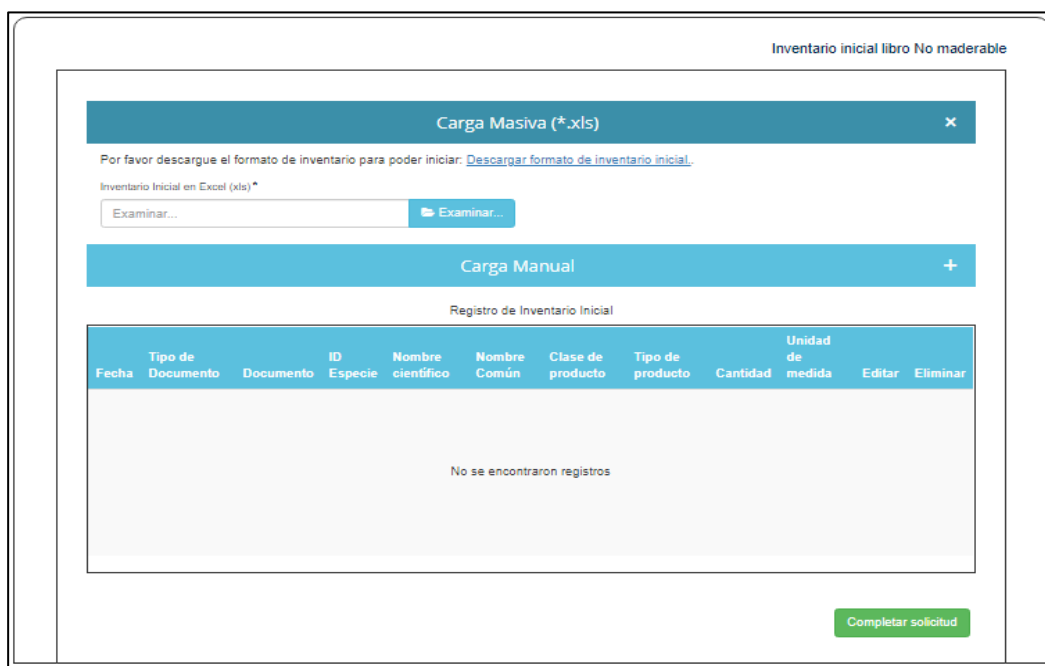 Inventario inicial libro No maderable
Carga Masiva (*.xls)
×
Por favor descargue el formato de inventario para poder iniciar: Descargar formato de inventario inicial..
Inventario Inicial en Excel (xls)*
Examinar... Examinar...
Carga Manual
+
Registro de Inventario Inicial
Fecha Tipo de Documento Documento ID Especie Nombre científico Nombre Común Clase de producto Tipo de producto Cantidad Unidad de medida Editar Eliminar
No se encontraron registros
Completar solicitud